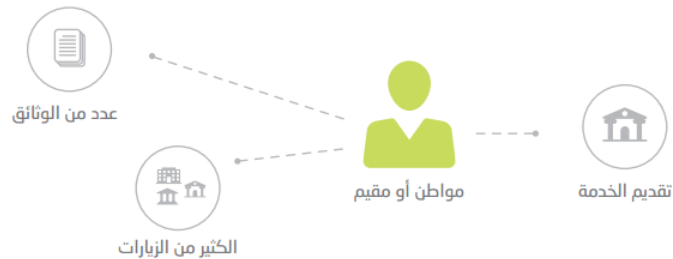 عدد من الوثائق
مواطن أو مقيم
تقديم الخدمة
الكثير من الزيارات